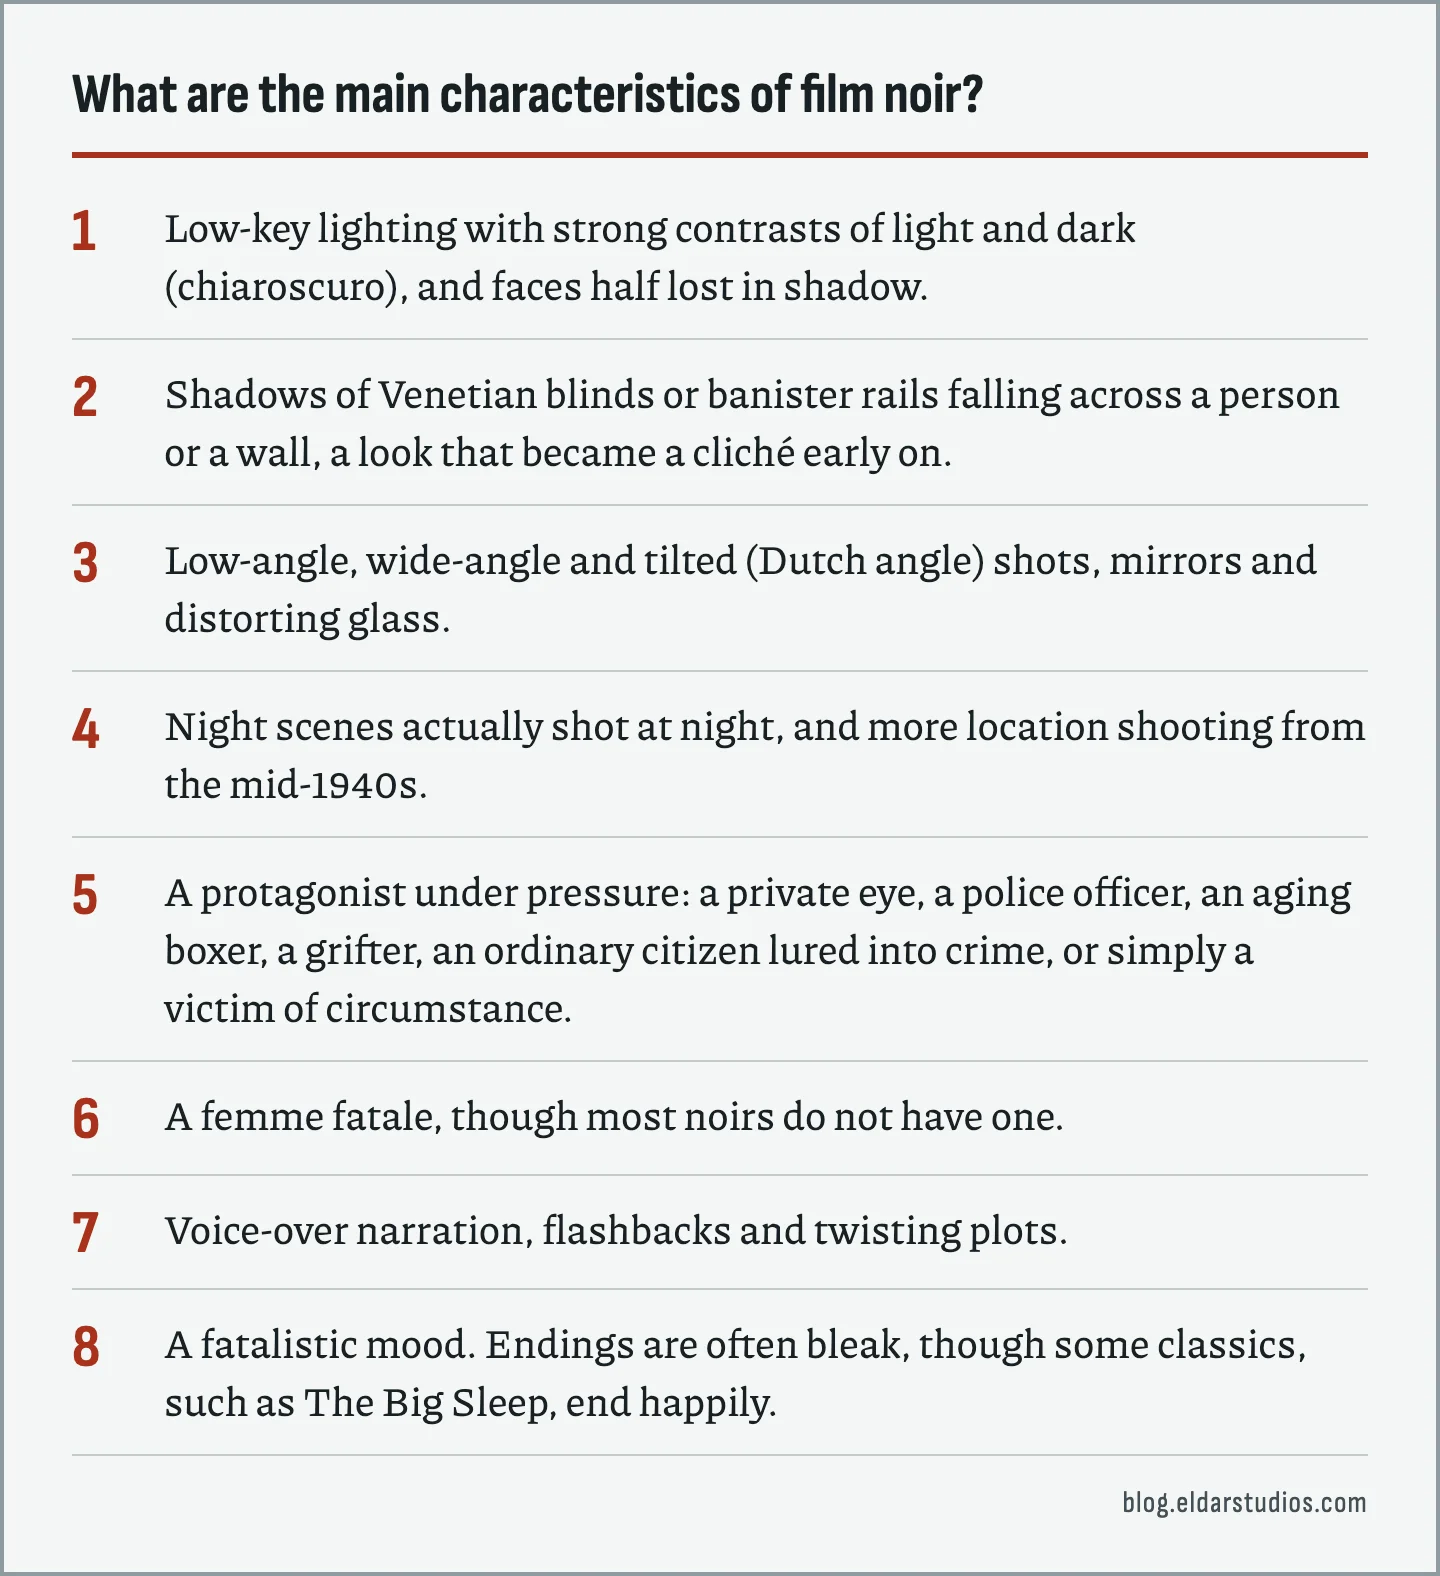 What are the main characteristics of film noir?
1 Low-key lighting with strong contrasts of light and dark
(chiaroscuro), and faces half lost in shadow.
2 Shadows of Venetian blinds or banister rails falling across a person
or a wall, a look that became a cliché early on.
3 Low-angle, wide-angle and tilted (Dutch angle) shots, mirrors and
distorting glass.
4 Night scenes actually shot at night, and more location shooting from
the mid-1940s.
5 A protagonist under pressure: a private eye, a police officer, an aging
boxer, a grifter, an ordinary citizen lured into crime, or simply a
victim of circumstance.
6 A femme fatale, though most noirs do not have one.
7 Voice-over narration, flashbacks and twisting plots.
8 A fatalistic mood. Endings are often bleak, though some classics,
such as The Big Sleep, end happily.
blog.eldarstudios.com